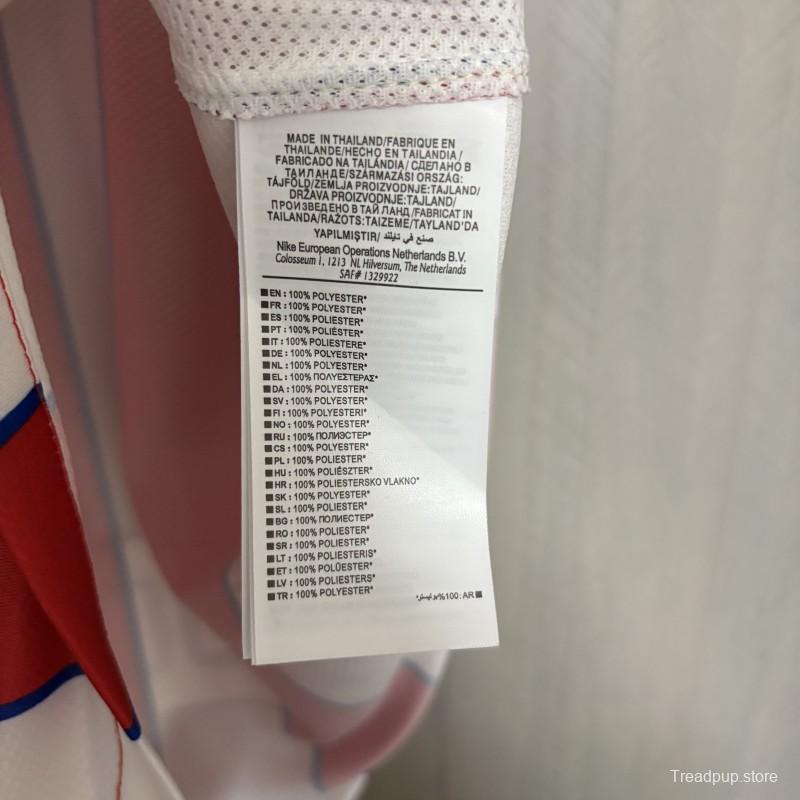 MADE IN THAILAND/FABRIQUE EN
THAILANDE/HECHO EN TAILANDIA/
FABRICADO NA TAILÂNDIA/ СДЕЛАНО В
ТАИЛАНДЕ/SZÁRMAZÁSI ORSZÁG:
TÁJFÖLD/ZEMLJA PROIZVODNJE:TAJLAND/
DRŽAVA PROIZVODNJE:TAJLAND/
ПРОИЗВЕДЕНО В ТАЙЛАНД/FABRICAT IN
TAILANDA/RAŽOTS:TAIZEME/TAYLAND'DA
YAPILMIŞTIR/ صنع في تايلند
Nike European Operations Netherlands B.V.
Colosseum 1, 1213 NL Hilversum, The Netherlands
SAF# 1329922
EN : 100% POLYESTER*
FR : 100% POLYESTER*
ES : 100% POLIÉSTER*
PT : 100% POLIÉSTER*
IT : 100% POLIESTERE*
DE : 100% POLYESTER*
NL : 100% POLYESTER*
EL : 100% ΠΟΛΥΕΣΤΕΡΑΣ*
DA : 100% POLYESTER*
SV : 100% POLYESTER*
FI : 100% POLYESTERI*
NO : 100% POLYESTER*
RU : 100% ПОЛИЭСТЕР*
CS : 100% POLYESTER*
PL : 100% POLIESTER*
HU : 100% POLIÉSZTER*
HR : 100% POLIESTERSKO VLAKNO*
SK : 100% POLYESTER*
SL : 100% POLIESTER*
BG : 100% ПОЛИЕСТЕР*
RO : 100% POLIESTER*
SR : 100% POLIESTER*
LT : 100% POLIESTERIS*
ET : 100% POLÜESTER*
LV : 100% POLIESTERS*
TR : 100% POLYESTER*
AR :100% بوليستر*
Treadpup.store